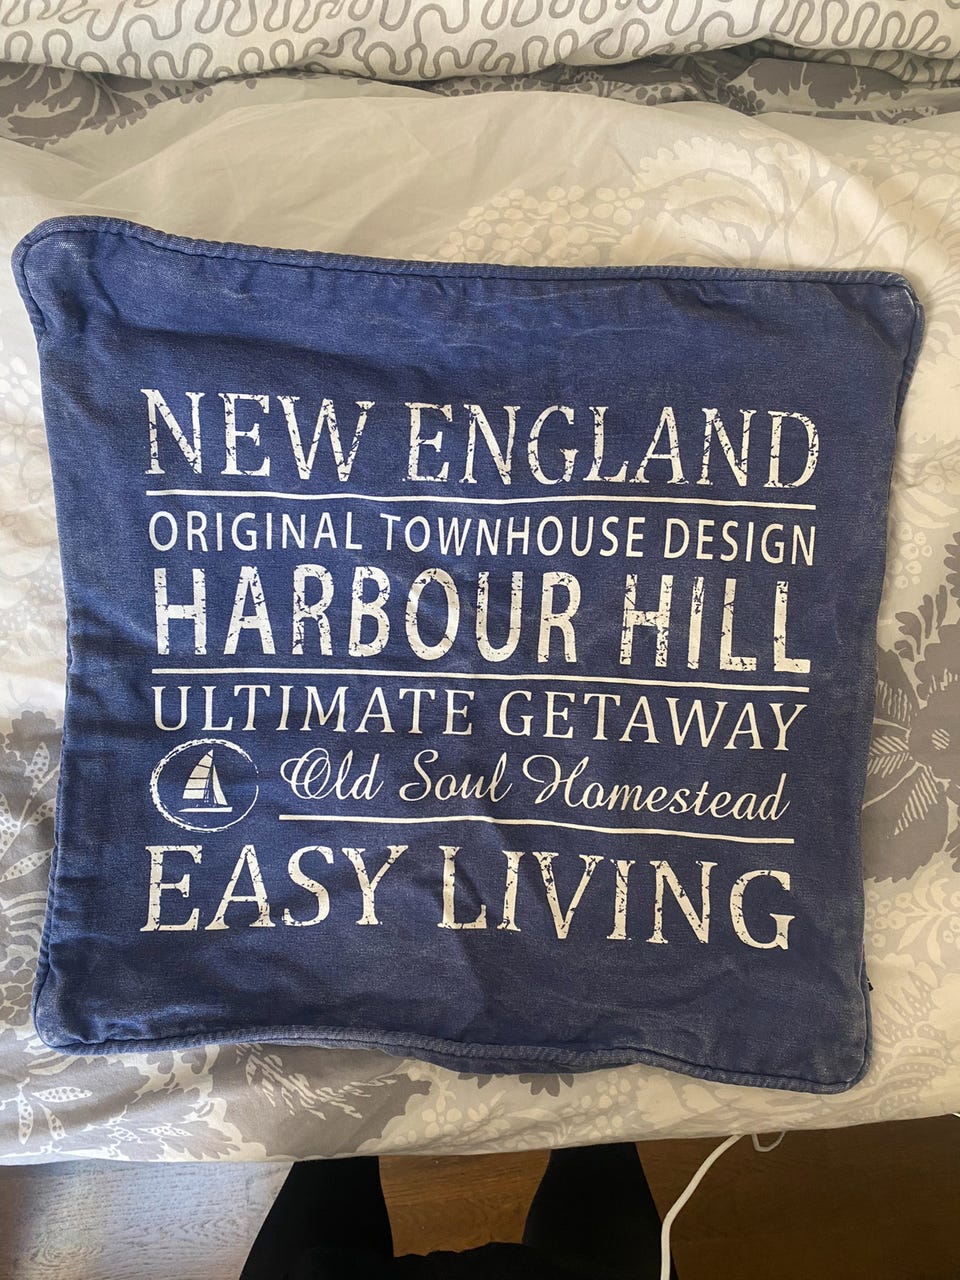 NEW ENGLAND
ORIGINAL TOWNHOUSE DESIGN
HARBOUR HILL
ULTIMATE GETAWAY
Old Soul Homestead
EASY LIVING